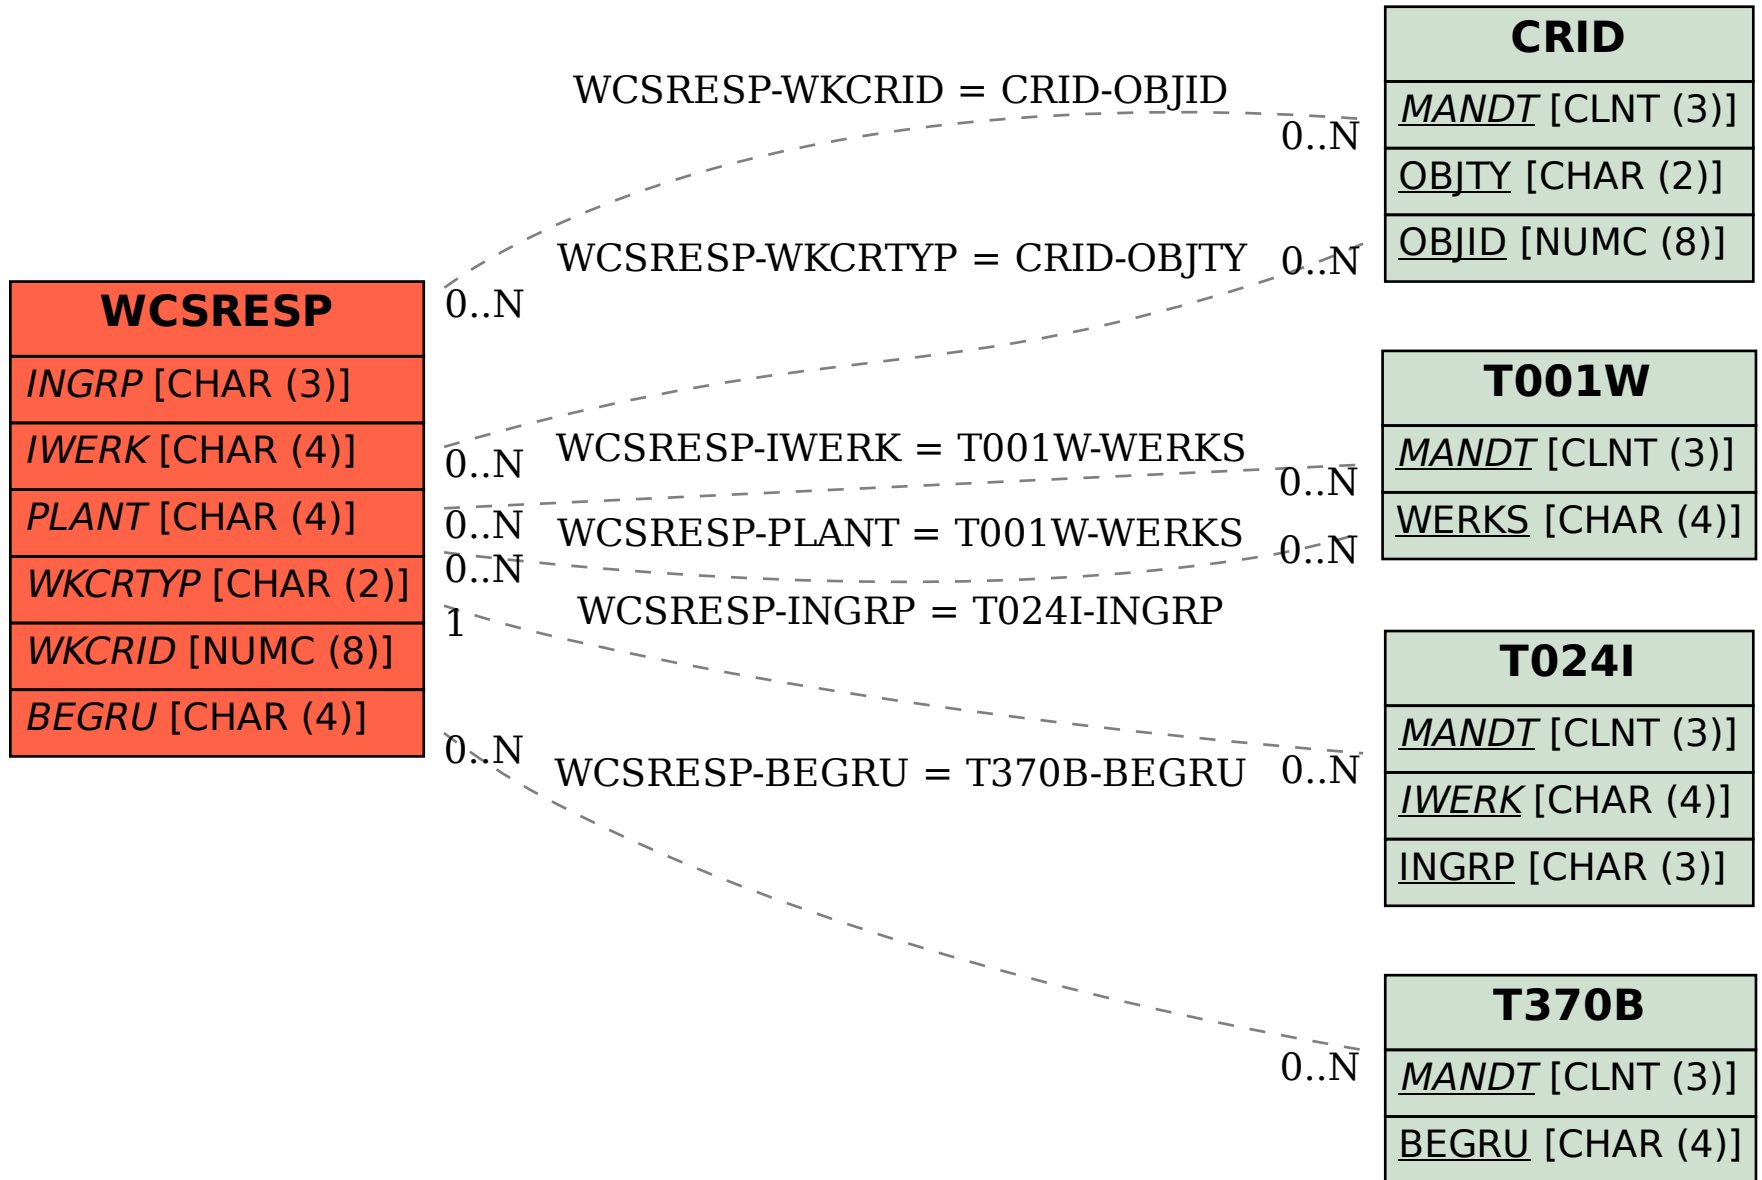 WCSRESP
INGRP [CHAR (3)]
IWERK [CHAR (4)]
PLANT [CHAR (4)]
WKCRTYP [CHAR (2)]
WKCRID [NUMC (8)]
BEGRU [CHAR (4)]
WCSRESP-WKCRID = CRID-OBJID
0..N
0..N
WCSRESP-WKCRTYP = CRID-OBJTY
0..N
0..N
WCSRESP-IWERK = T001W-WERKS
0..N
0..N
WCSRESP-PLANT = T001W-WERKS
0..N
0..N
WCSRESP-INGRP = T024I-INGRP
1
0..N
WCSRESP-BEGRU = T370B-BEGRU
0..N
0..N
CRID
MANDT [CLNT (3)]
OBJTY [CHAR (2)]
OBJID [NUMC (8)]
T001W
MANDT [CLNT (3)]
WERKS [CHAR (4)]
T024I
MANDT [CLNT (3)]
IWERK [CHAR (4)]
INGRP [CHAR (3)]
T370B
MANDT [CLNT (3)]
BEGRU [CHAR (4)]